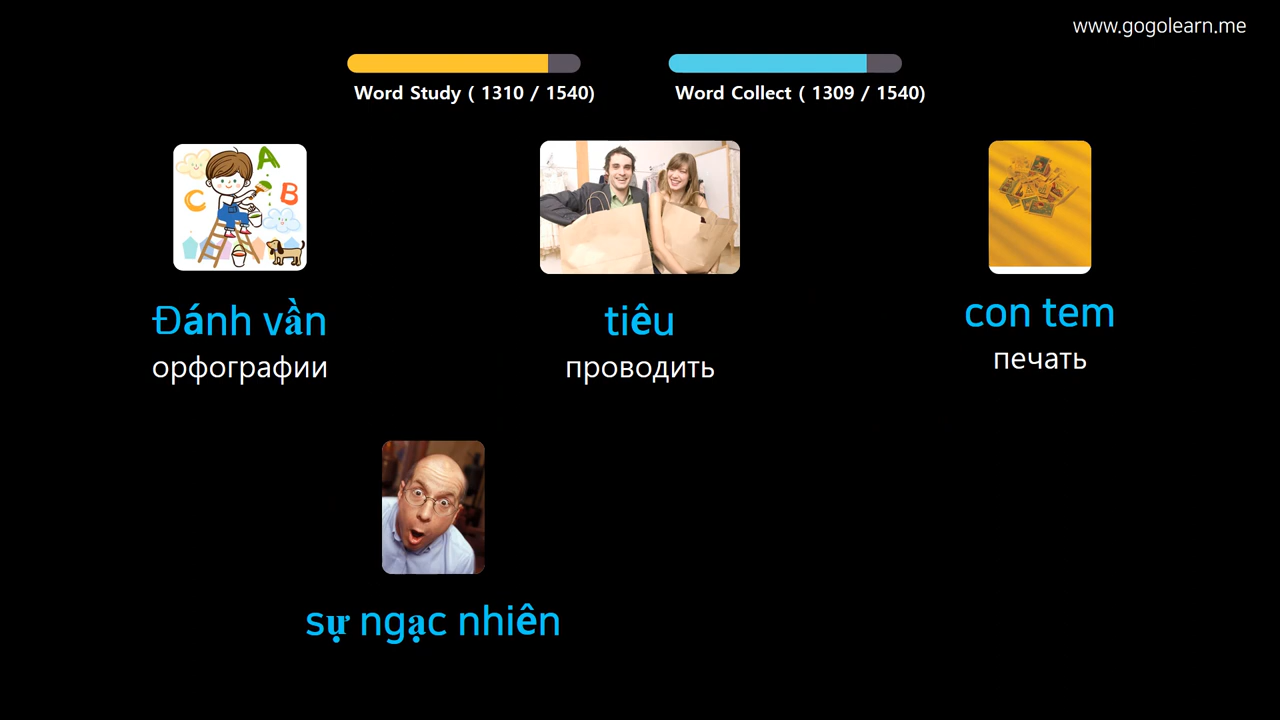 www.gogolearn.me
Word Study ( 1310 / 1540)
Word Collect ( 1309 / 1540)
A
B
C
Đánh vần
орфографии
tiêu
проводить
con tem
печать
sự ngạc nhiên